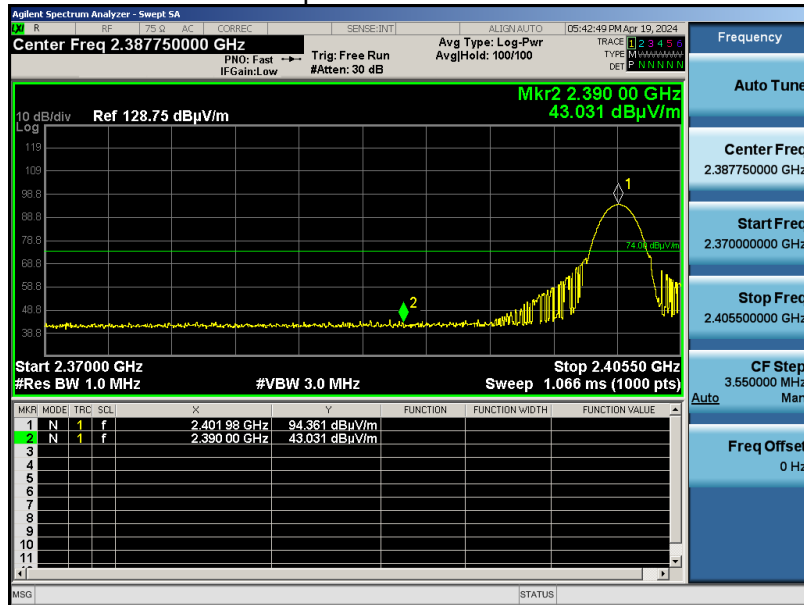 Agilent Spectrum Analyzer - Swept SA
LXI R RF 75 Ω AC CORREC SENSE:INT ALIGN AUTO 05:42:49 PM Apr 19, 2024
Center Freq 2.387750000 GHz
PNO: Fast
IFGain:Low
Trig: Free Run
#Atten: 30 dB
Avg Type: Log-Pwr
Avg|Hold: 100/100
TRACE 1 2 3 4 5 6
TYPE M
DET P N N N N N
Mkr2 2.390 00 GHz
43.031 dBµV/m
10 dB/div Ref 128.75 dBµV/m
Log
119
109
98.8
88.8
78.8
68.8
58.8
48.8
38.8
1
74.00 dBµV/m
2
Start 2.37000 GHz Stop 2.40550 GHz
#Res BW 1.0 MHz #VBW 3.0 MHz Sweep 1.066 ms (1000 pts)
MKR MODE TRC SCL X Y FUNCTION FUNCTION WIDTH FUNCTION VALUE
1 N 1 f 2.401 98 GHz 94.361 dBµV/m
2 N 1 f 2.390 00 GHz 43.031 dBµV/m
3
4
5
6
7
8
9
10
11
MSG STATUS
Frequency
Auto Tune
Center Freq
2.387750000 GHz
Start Freq
2.370000000 GHz
Stop Freq
2.405500000 GHz
CF Step
3.550000 MHz
Auto Man
Freq Offset
0 Hz